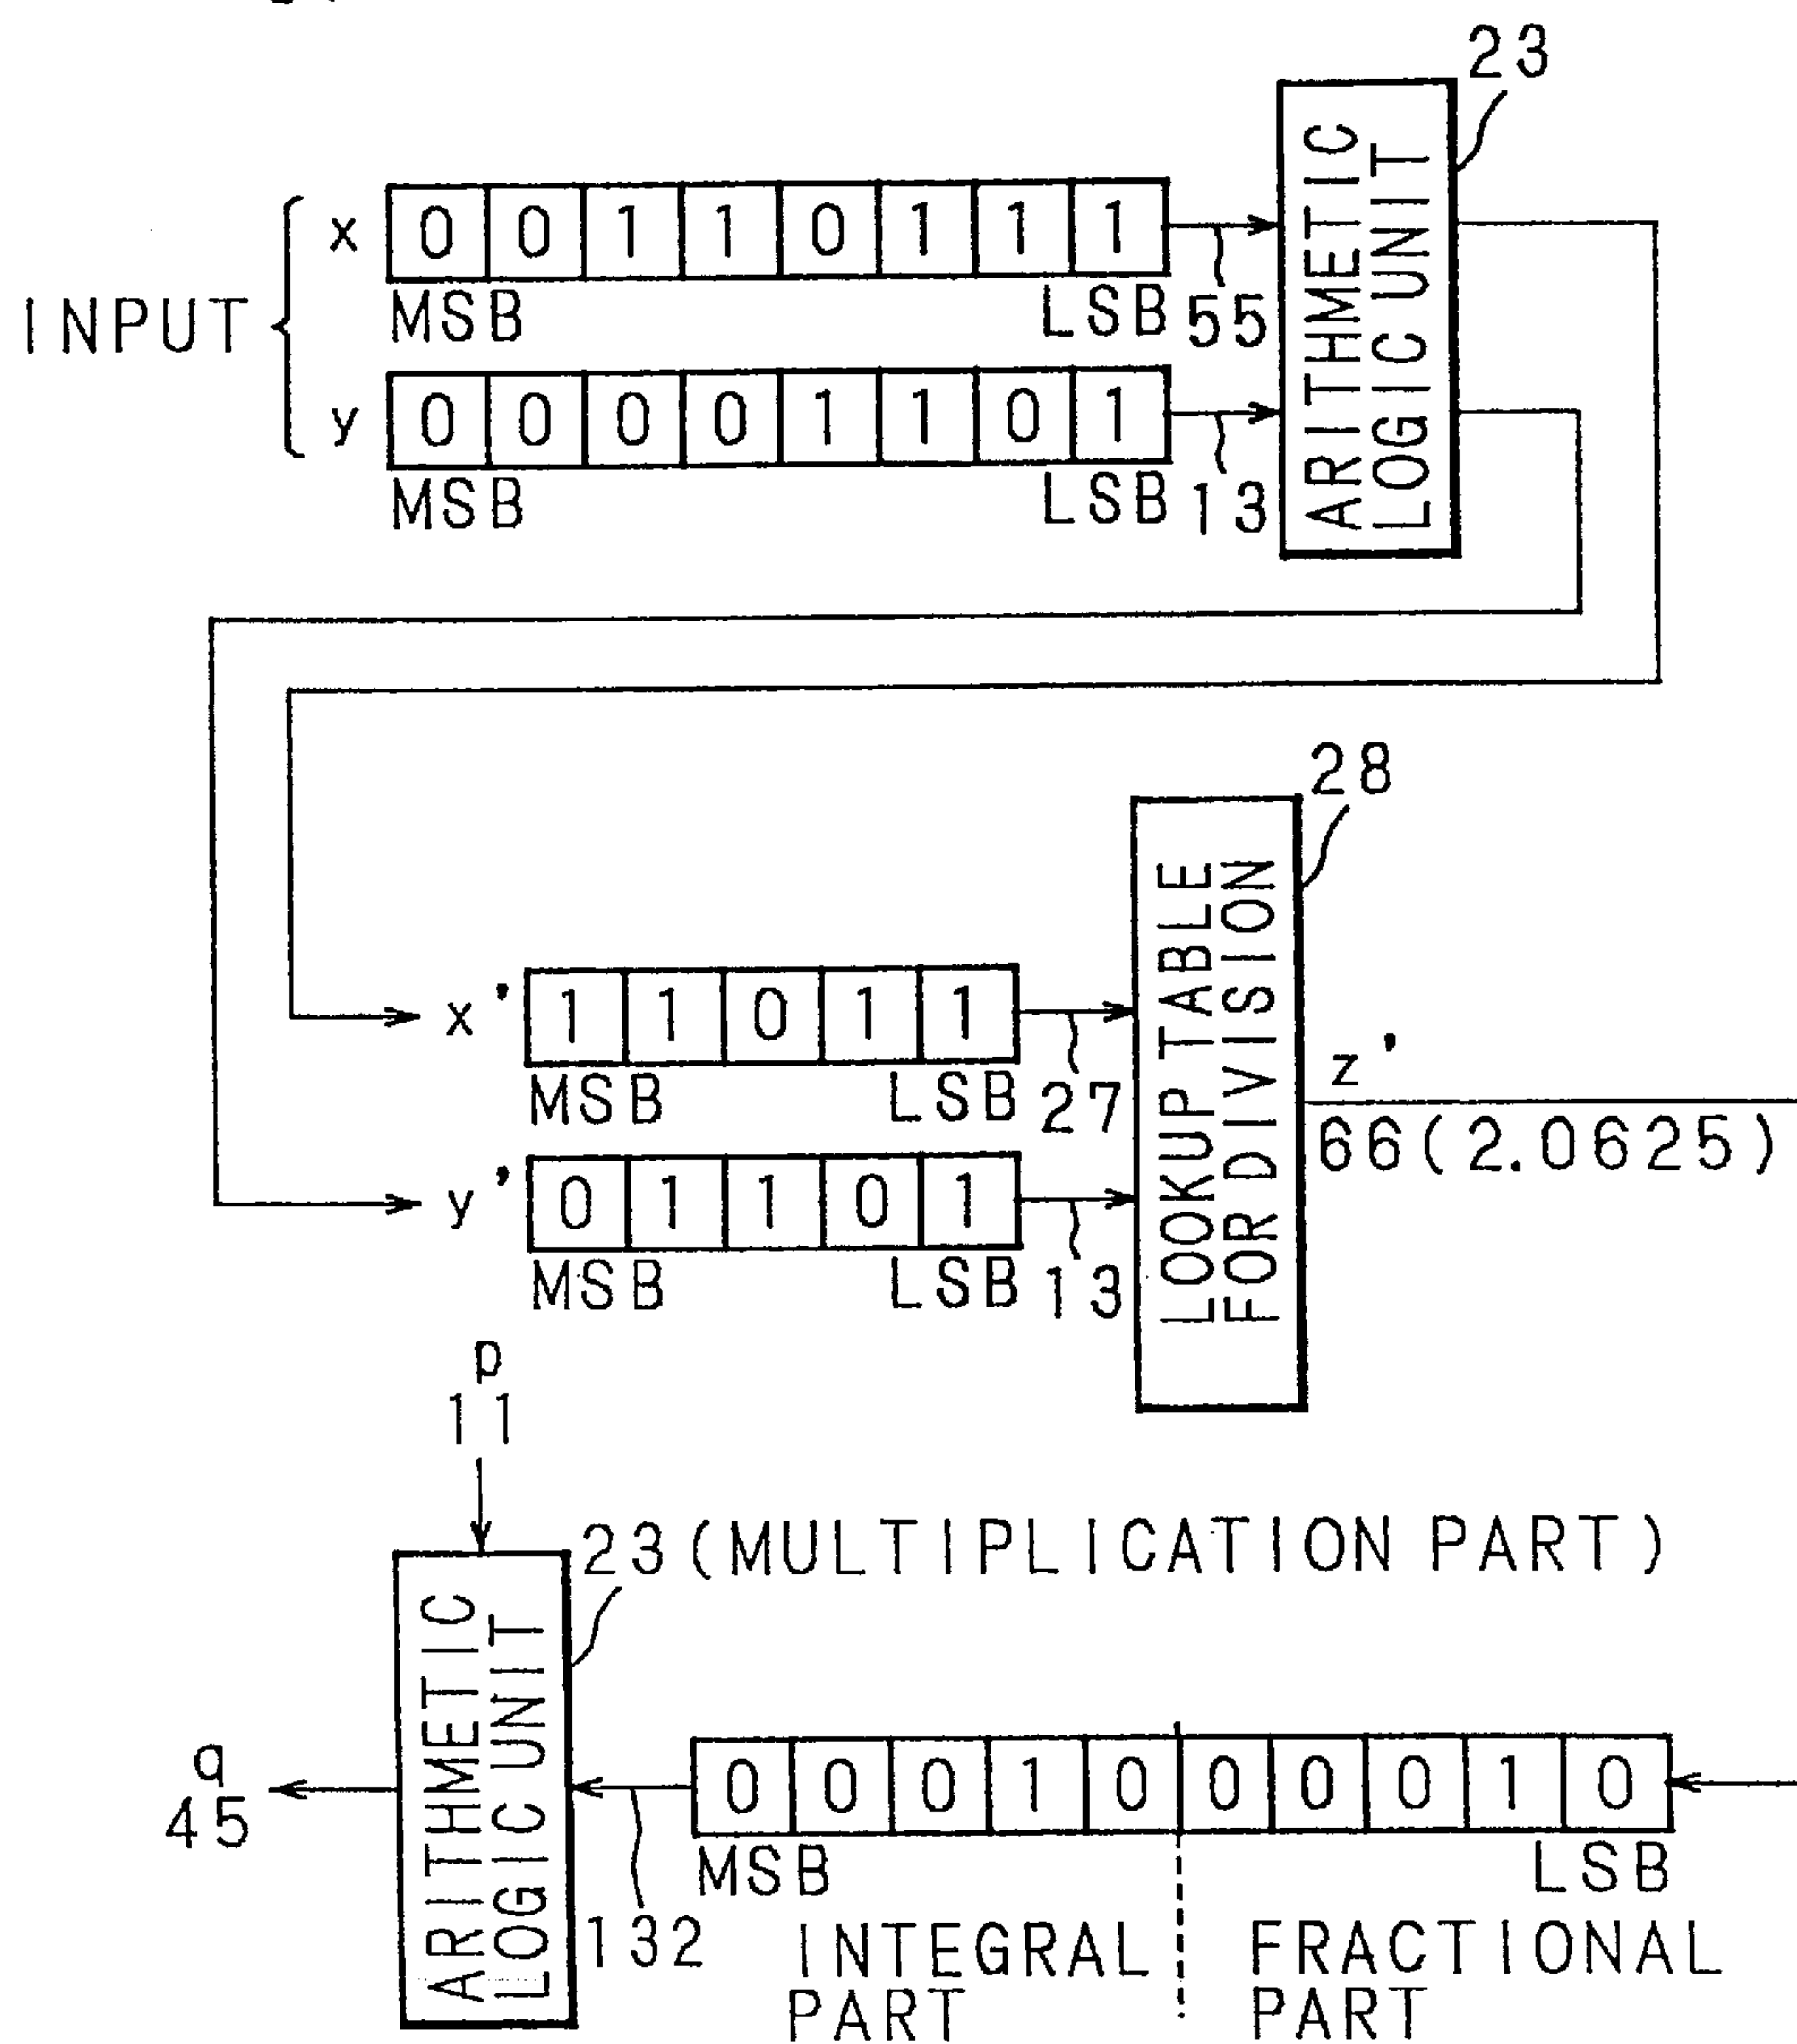 23
x 0 0 1 1 0 1 1 1
MSB LSB 55
INPUT
y 0 0 0 0 1 1 0 1
MSB LSB 13
ARITHMETIC
LOGIC UNIT
28
x' 1 1 0 1 1
MSB LSB 27
y' 0 1 1 0 1
MSB LSB 13
LOOKUP TABLE
FOR DIVISION
z'
66(2.0625)
p
11
23(MULTIPLICATION PART)
ARITHMETIC
LOGIC UNIT
q
45
132
0 0 0 1 0 0 0 0 1 0
MSB LSB
INTEGRAL
PART
FRACTIONAL
PART